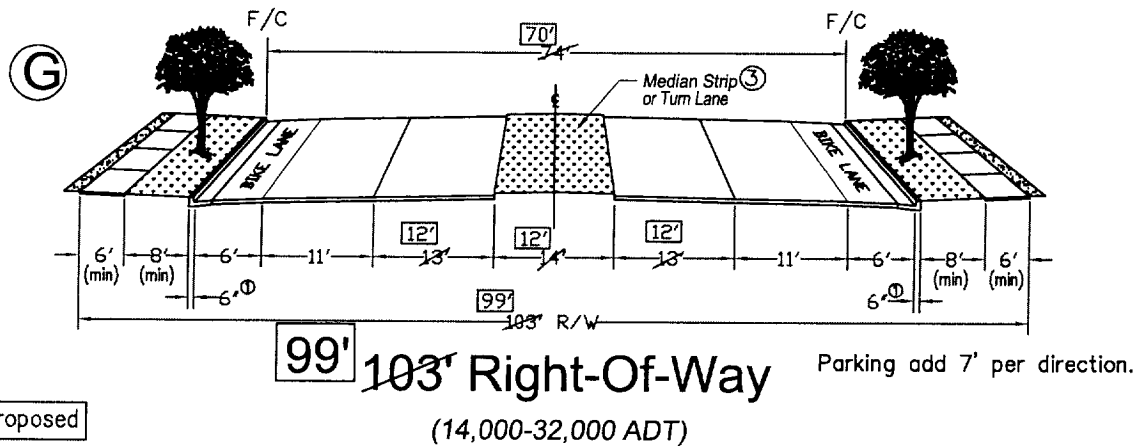 F/C
F/C
70'
74'
G
Median Strip ③
or Turn Lane
℄
BIKE LANE
BIKE LANE
12'
12'
12'
6' 8' 6' 11' 13' 14' 13' 11' 6' 8' 6'
(min) (min) (min) (min)
6" ①
6" ①
99'
103' R/W
99' 103' Right-Of-Way
Parking add 7' per direction.
roposed
(14,000-32,000 ADT)